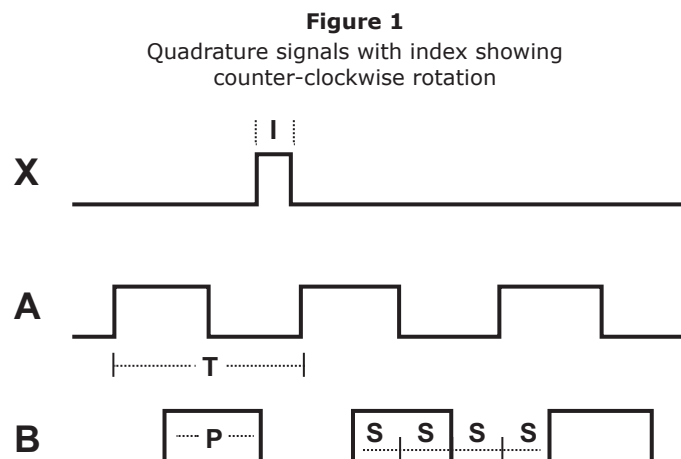 Figure 1
Quadrature signals with index showing
counter-clockwise rotation
I
X
A
T
B
P
S S S S